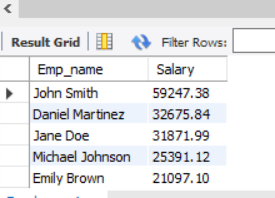 Result Grid Filter Rows:
Emp_name Salary
John Smith 59247.38
Daniel Martinez 32675.84
Jane Doe 31871.99
Michael Johnson 25391.12
Emily Brown 21097.10